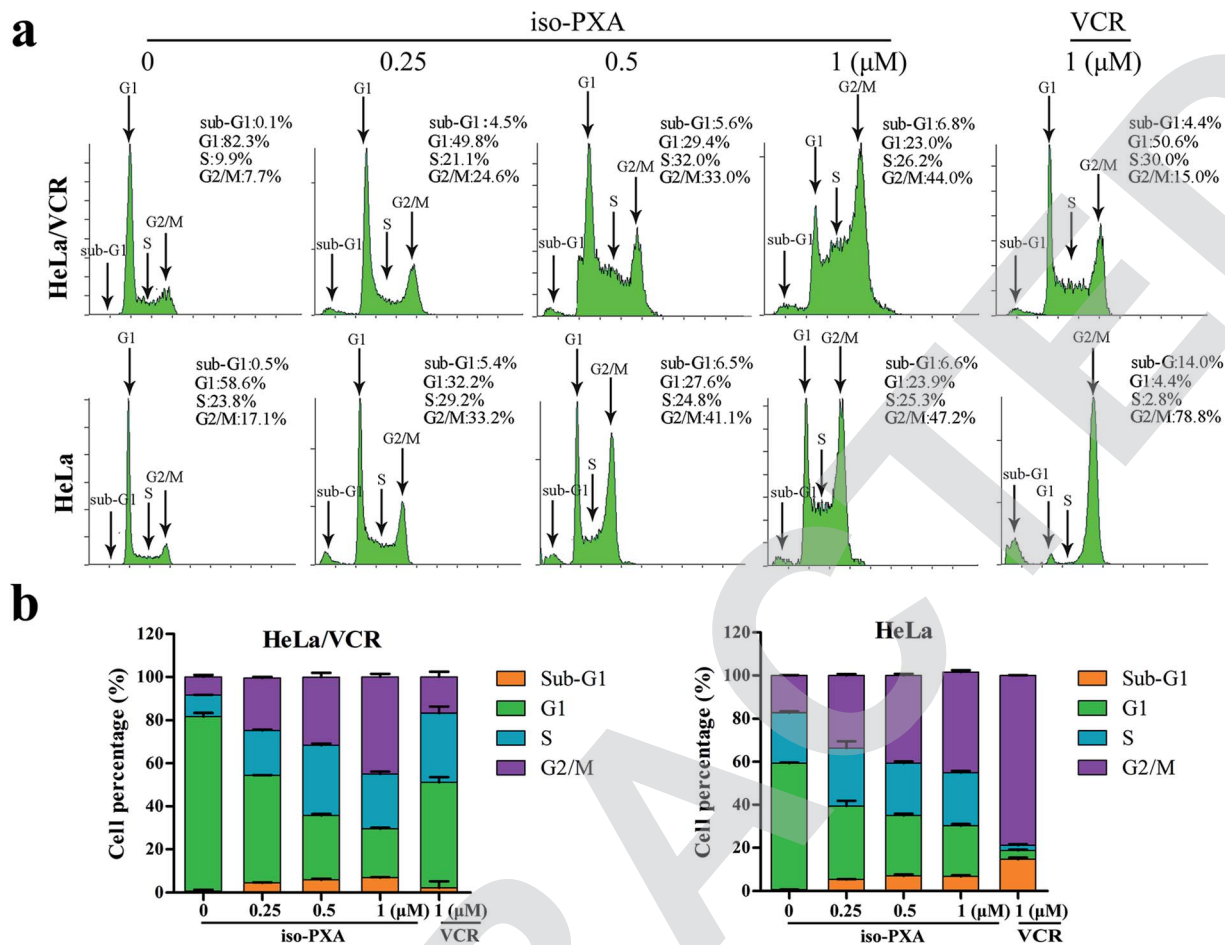 a
iso-PXA
VCR
0
0.25
0.5
1 (μM)
1 (μM)
HeLa/VCR
G1
sub-G1
S
G2/M
sub-G1:0.1%
G1:82.3%
S:9.9%
G2/M:7.7%
G1
sub-G1
S
G2/M
sub-G1:4.5%
G1:49.8%
S:21.1%
G2/M:24.6%
G1
sub-G1
S
G2/M
sub-G1:5.6%
G1:29.4%
S:32.0%
G2/M:33.0%
G1
sub-G1
S
G2/M
sub-G1:6.8%
G1:23.0%
S:26.2%
G2/M:44.0%
G1
sub-G1
S
G2/M
sub-G1:4.4%
G1:50.6%
S:30.0%
G2/M:15.0%
HeLa
G1
sub-G1
S
G2/M
sub-G1:0.5%
G1:58.6%
S:23.8%
G2/M:17.1%
G1
sub-G1
S
G2/M
sub-G1:5.4%
G1:32.2%
S:29.2%
G2/M:33.2%
G1
sub-G1
S
G2/M
sub-G1:6.5%
G1:27.6%
S:24.8%
G2/M:41.1%
G1
sub-G1
S
G2/M
sub-G1:6.6%
G1:23.9%
S:25.3%
G2/M:47.2%
sub-G1
G1
S
G2/M
sub-G:14.0%
G1:4.4%
S:2.8%
G2/M:78.8%
b
HeLa/VCR
Cell percentage (%)
120
100
80
60
40
20
0
0
0.25
0.5
1 (μM)
1 (μM)
iso-PXA
VCR
Sub-G1
G1
S
G2/M
HeLa
Cell percentage (%)
120
100
80
60
40
20
0
0
0.25
0.5
1 (μM)
1 (μM)
iso-PXA
VCR
Sub-G1
G1
S
G2/M